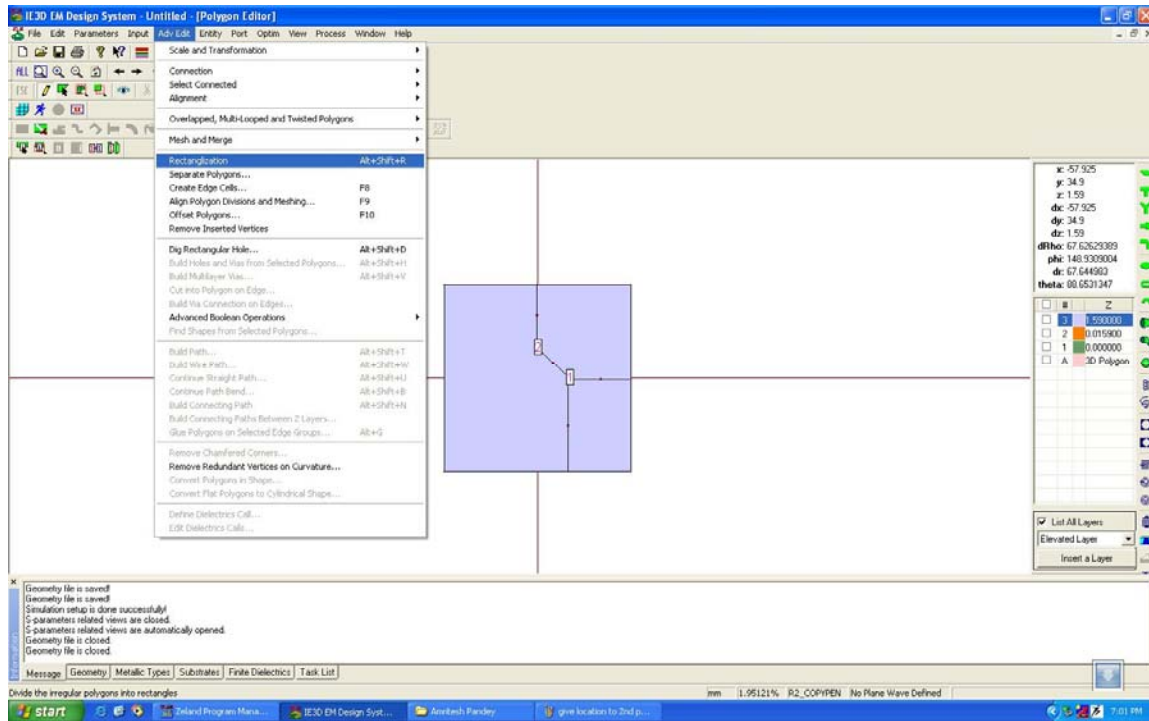 IE3D EM Design System - Untitled - [Polygon Editor]
File Edit Parameters Input Adv Edit Entity Port Optim View Process Window Help
Scale and Transformation
Connection
Select Connected
Alignment
Overlapped, Multi-Looped and Twisted Polygons
Mesh and Merge
Rectanglization Alt+Shift+R
Separate Polygons...
Create Edge Cells... F8
Align Polygon Divisions and Meshing... F9
Offset Polygons... F10
Remove Inserted Vertices
Dig Rectangular Hole... Alt+Shift+D
Build Holes and Vias from Selected Polygons... Alt+Shift+H
Build Multilayer Vias... Alt+Shift+V
Cut into Polygon on Edge...
Build Via Connection on Edges...
Advanced Boolean Operations
Find Shapes from Selected Polygons...
Build Path... Alt+Shift+T
Build Wire Path... Alt+Shift+W
Continue Straight Path... Alt+Shift+U
Continue Path Bend... Alt+Shift+B
Build Connecting Path Alt+Shift+N
Build Connecting Paths Between 2 Layers...
Glue Polygons on Selected Edge Groups... Alt+G
Remove Chamfered Corners...
Remove Redundant Vertices on Curvature...
Convert Polygons in Shape...
Convert Flat Polygons to Cylindrical Shape...
Define Dielectrics Call...
Edit Dielectrics Calls...
ALL
ESC
2
1
x: -57.925
y: 34.9
z: 1.59
dx: -57.925
dy: 34.9
dz: 1.59
dRho: 67.62629389
phi: 148.9309004
dr: 67.644983
theta: 88.6531347
# Z
3 1.590000
2 0.015900
1 0.000000
A 3D Polygon
List All Layers
Elevated Layer
Insert a Layer
Geometry file is saved!
Geometry file is saved!
Simulation setup is done successfully!
S-parameters related views are closed.
S-parameters related views are automatically opened.
Geometry file is closed.
Geometry file is closed.
Information
Message Geometry Metallic Types Substrates Finite Dielectrics Task List
Divide the irregular polygons into rectangles mm 1.95121% R2_COPYPEN No Plane Wave Defined
start Zeland Program Mana... IE3D EM Design Syst... Amritesh Pandey give location to 2nd p... 7:01 PM